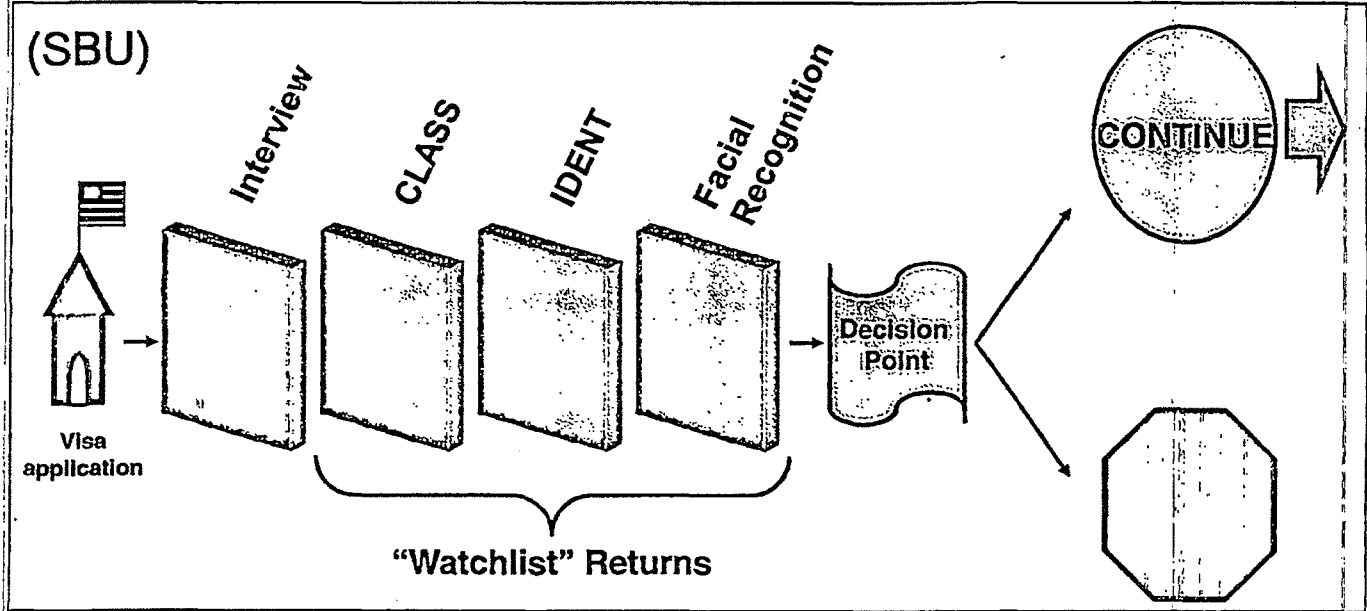 (SBU)
Interview
CLASS
IDENT
Facial
Recognition
CONTINUE
Decision
Point
Visa
application
“Watchlist” Returns